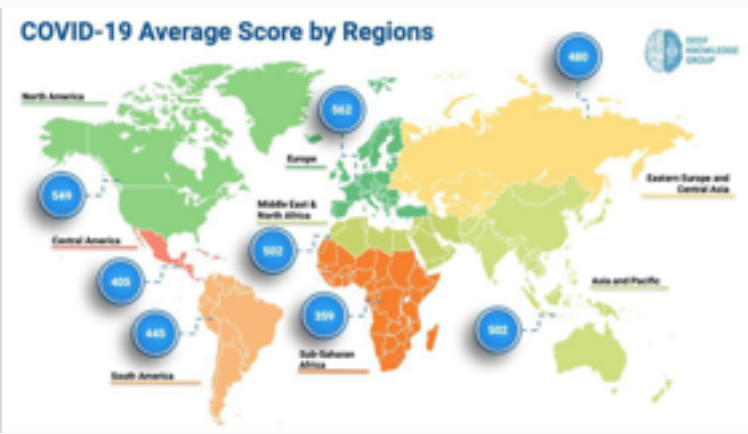 COVID-19 Average Score by Regions
DEEP
KNOWLEDGE
GROUP
480
North America
562
Europe
Eastern Europe and
Central Asia
549
Middle East &
North Africa
Central America
502
Asia and Pacific
405
359
445
502
Sub-Saharan
Africa
South America